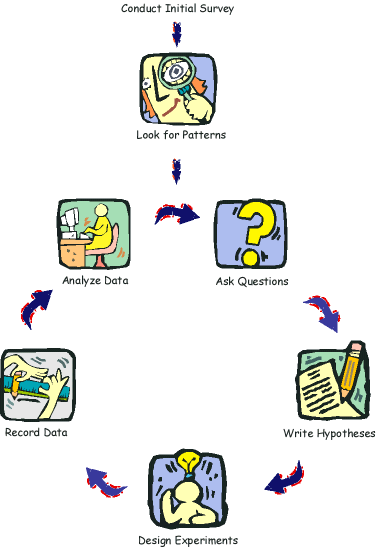 Conduct Initial Survey
Look for Patterns
Analyze Data
Ask Questions
Record Data
Write Hypotheses
Design Experiments